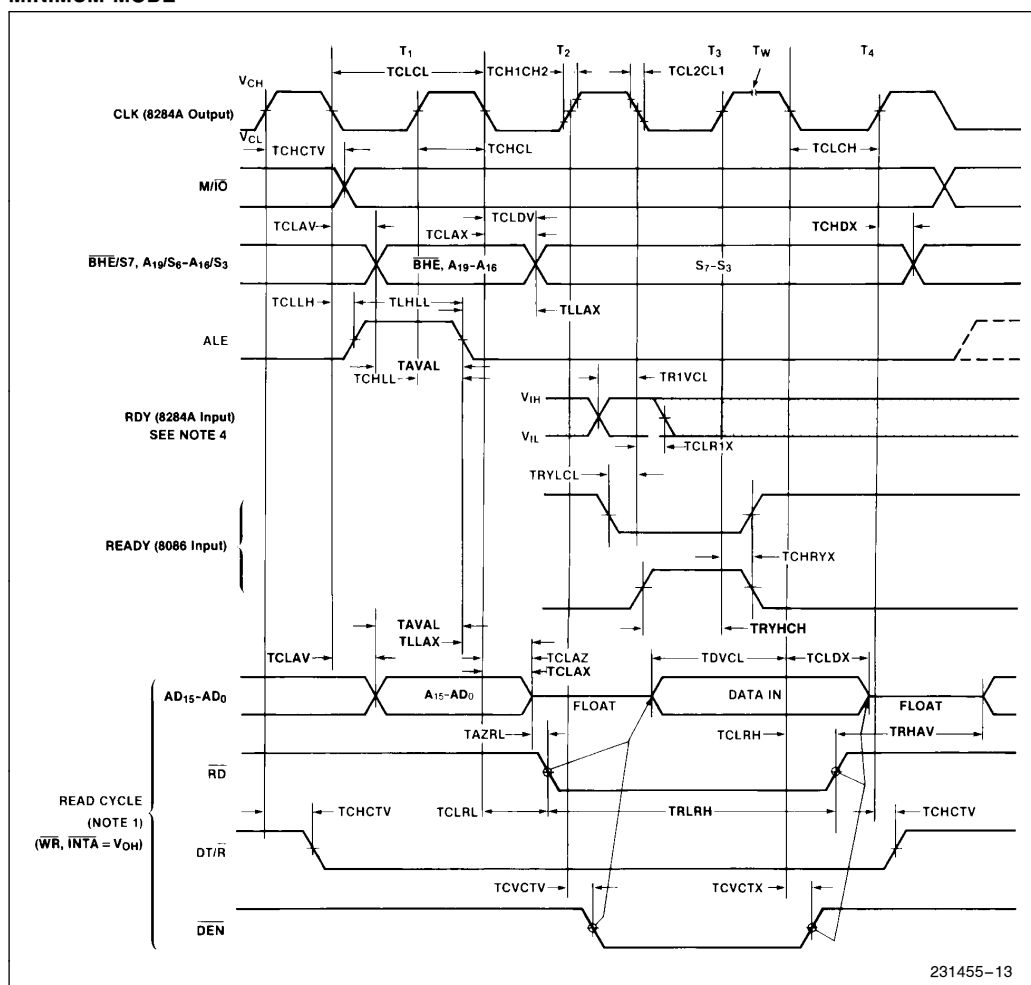 MINIMUM MODE
T1 T2 T3 TW T4
TCLCL TCH1CH2 TCL2CL1
VCH
CLK (8284A Output)
VCL
TCHCTV TCHCL TCLCH
M/IO
TCLAV TCLDV TCHDX
TCLAX
BHE/S7, A19/S6–A16/S3
BHE, A19–A16 S7–S3
TCLLH TLHLL TLLAX
ALE
TAVAL
TCHLL TR1VCL
VIH
RDY (8284A Input)
SEE NOTE 4
VIL
TCLR1X
TRYLCL
READY (8086 Input)
TCHRYX
TAVAL TRYHCH
TLLAX
TCLAV TCLAZ TDVCL TCLDX
TCLAX
AD15–AD0 A15–AD0 DATA IN
FLOAT FLOAT
TAZRL TCLRH TRHAV
RD
READ CYCLE
(NOTE 1)
(WR, INTA = VOH)
TCHCTV TCLRL TRLRH TCHCTV
DT/R
TCVCTV TCVCTX
DEN
231455–13